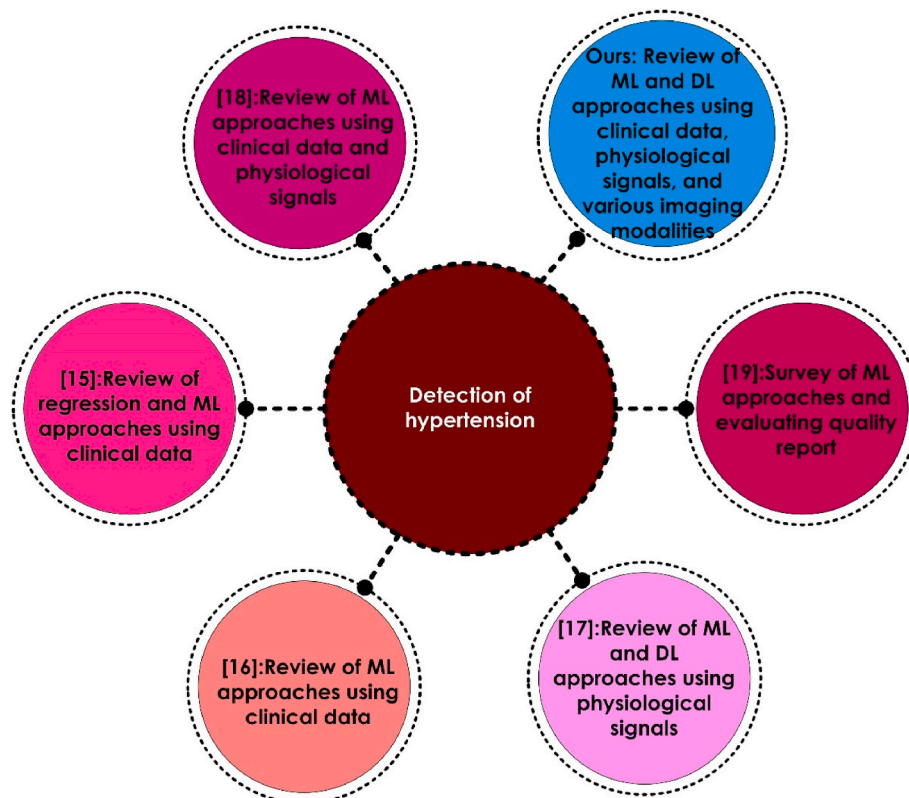 [18]:Review of ML
approaches using
clinical data and
physiological
signals
Ours: Review of
ML and DL
approaches using
clinical data,
physiological
signals, and
various imaging
modalities
[15]:Review of
regression and ML
approaches using
clinical data
Detection of
hypertension
[19]:Survey of ML
approaches and
evaluating quality
report
[16]:Review of ML
approaches using
clinical data
[17]:Review of ML
and DL
approaches using
physiological
signals